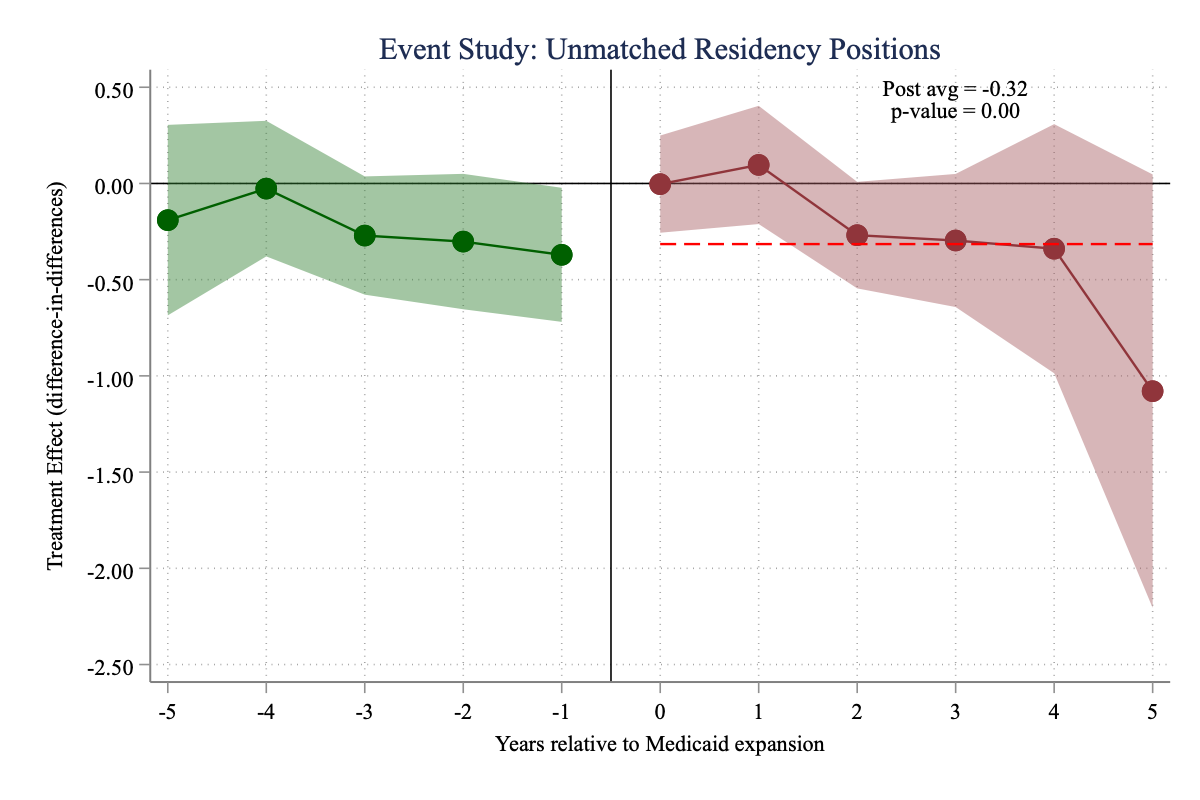 Event Study: Unmatched Residency Positions
Post avg = -0.32
p-value = 0.00
0.50
0.00
-0.50
-1.00
-1.50
-2.00
-2.50
Treatment Effect (difference-in-differences)
-5 -4 -3 -2 -1 0 1 2 3 4 5
Years relative to Medicaid expansion